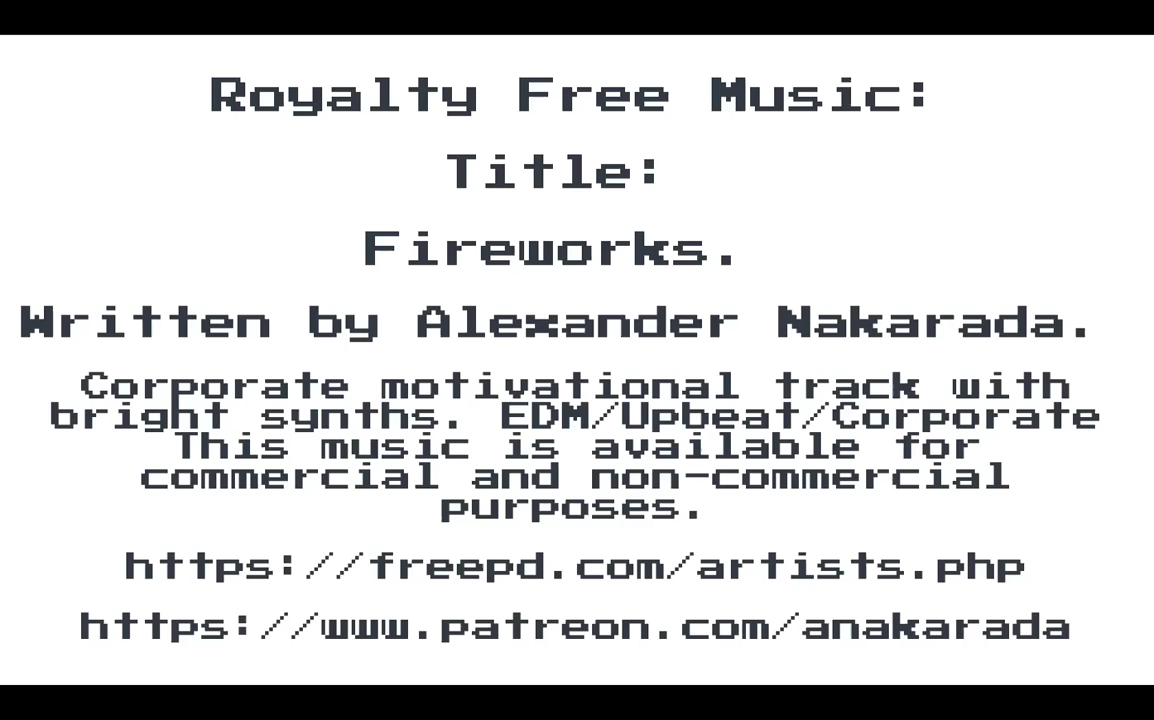 Royalty Free Music:
Title:
Fireworks.
Written by Alexander Nakarada.
Corporate motivational track with
bright synths. EDM/Upbeat/Corporate
This music is available for
commercial and non-commercial
purposes.
https://freepd.com/artists.php
https://www.patreon.com/anakarada